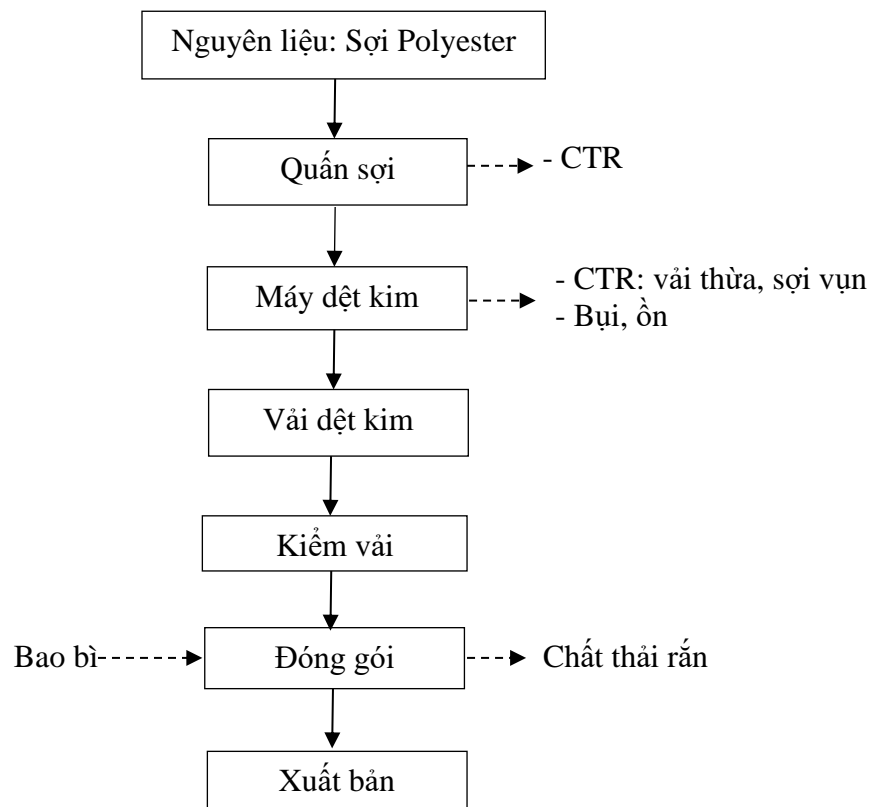 Nguyên liệu: Sợi Polyester
Quấn sợi
- CTR
Máy dệt kim
- CTR: vải thừa, sợi vụn
- Bụi, ồn
Vải dệt kim
Kiểm vải
Bao bì
Đóng gói
Chất thải rắn
Xuất bản